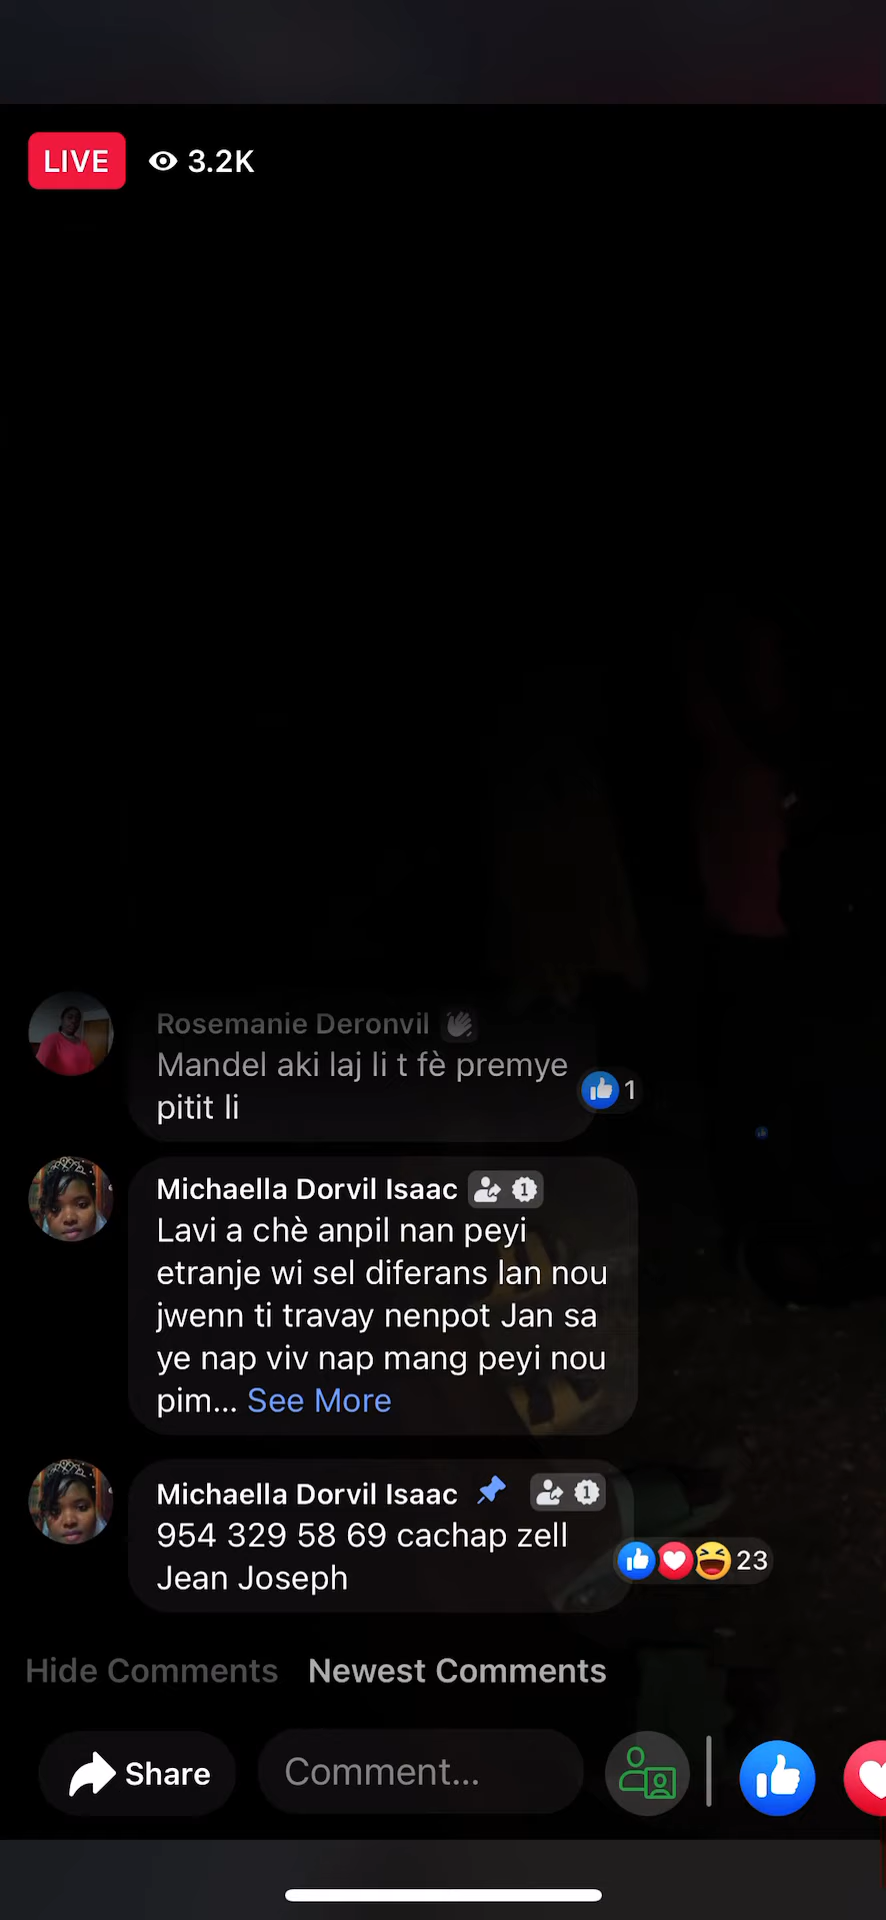 LIVE 3.2K
Rosemanie Deronvil
Mandel aki laj li t fè premye
pitit li
1
Michaella Dorvil Isaac 1
Lavi a chè anpil nan peyi
etranje wi sel diferans lan nou
jwenn ti travay nenpot Jan sa
ye nap viv nap mang peyi nou
pim... See More
Michaella Dorvil Isaac 1
954 329 58 69 cachap zell
Jean Joseph
23
Hide Comments Newest Comments
Share Comment...